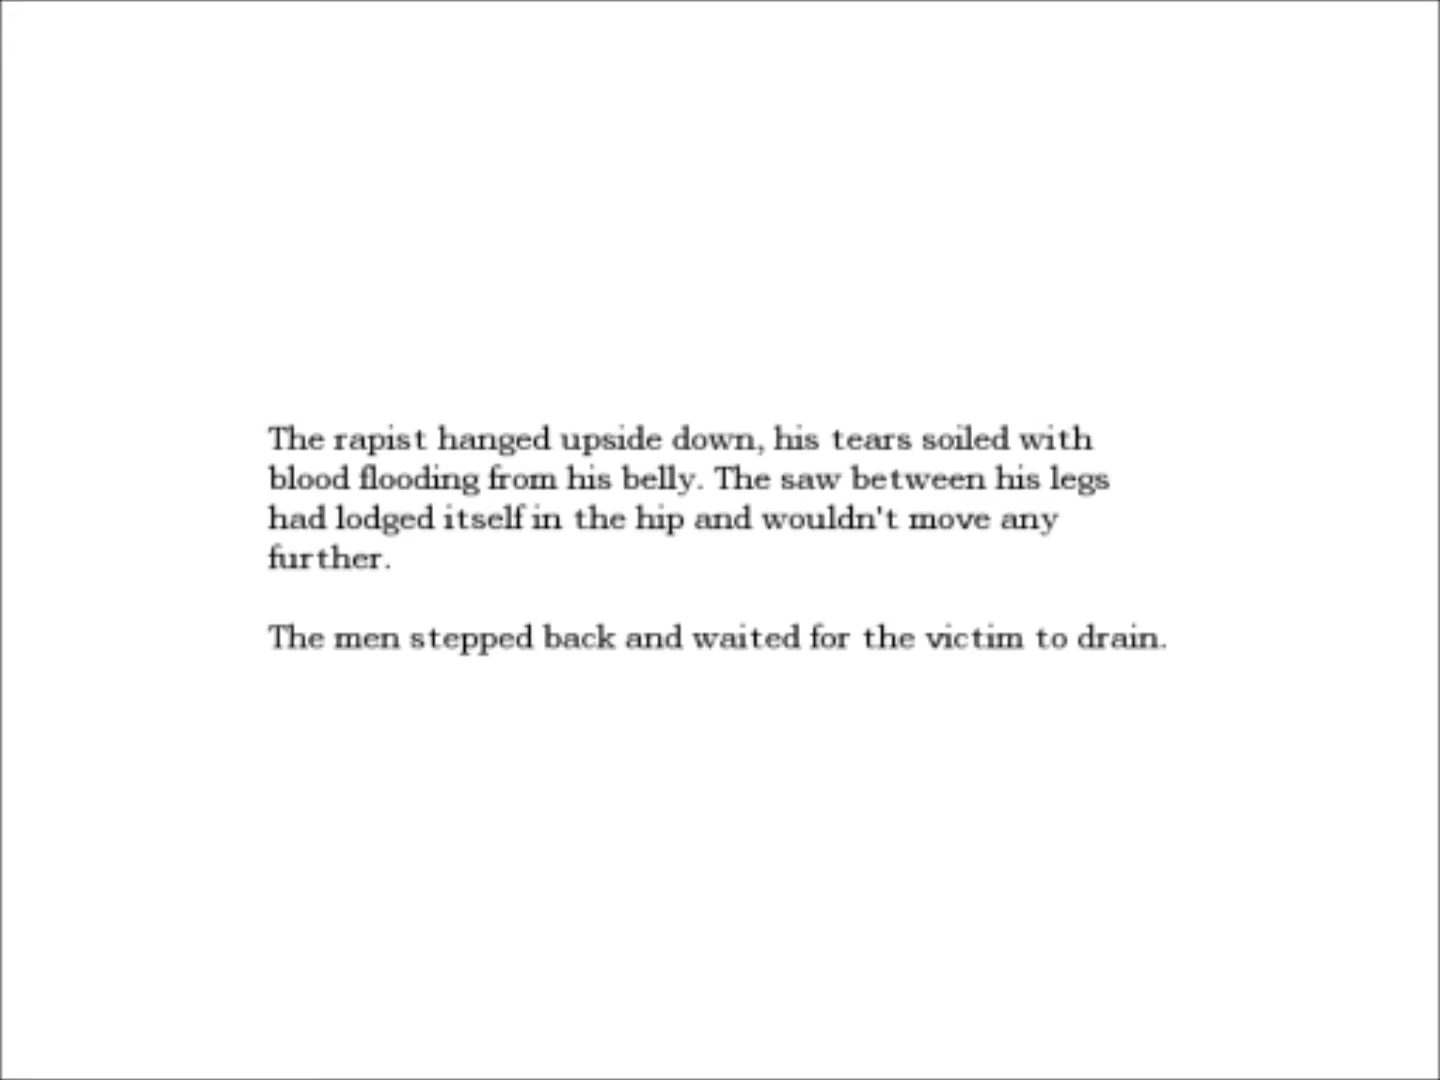 The rapist hanged upside down, his tears soiled with
blood flooding from his belly. The saw between his legs
had lodged itself in the hip and wouldn't move any
further.
The men stepped back and waited for the victim to drain.